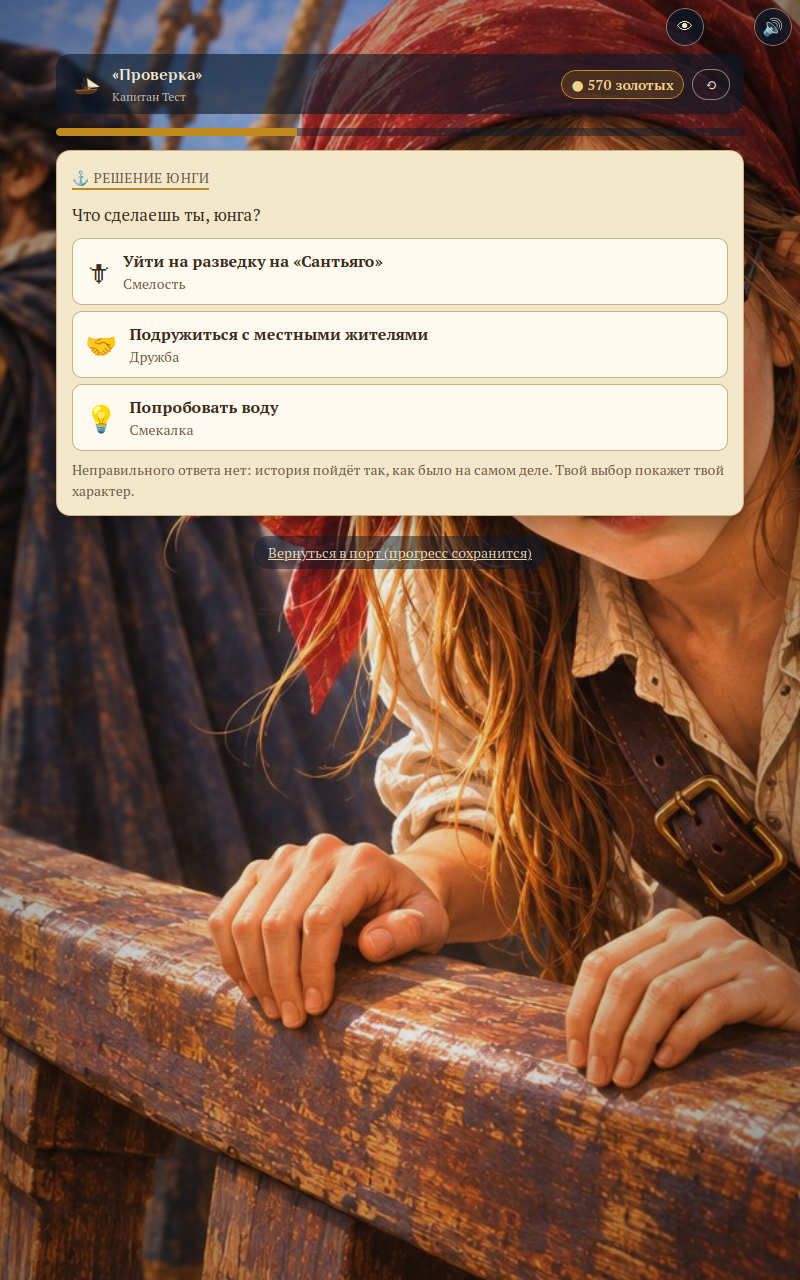 «Проверка»
Капитан Тест
570 золотых
РЕШЕНИЕ ЮНГИ
Что сделаешь ты, юнга?
Уйти на разведку на «Сантьяго»
Смелость
Подружиться с местными жителями
Дружба
Попробовать воду
Смекалка
Неправильного ответа нет: история пойдёт так, как было на самом деле. Твой выбор покажет твой
характер.
Вернуться в порт (прогресс сохранится)